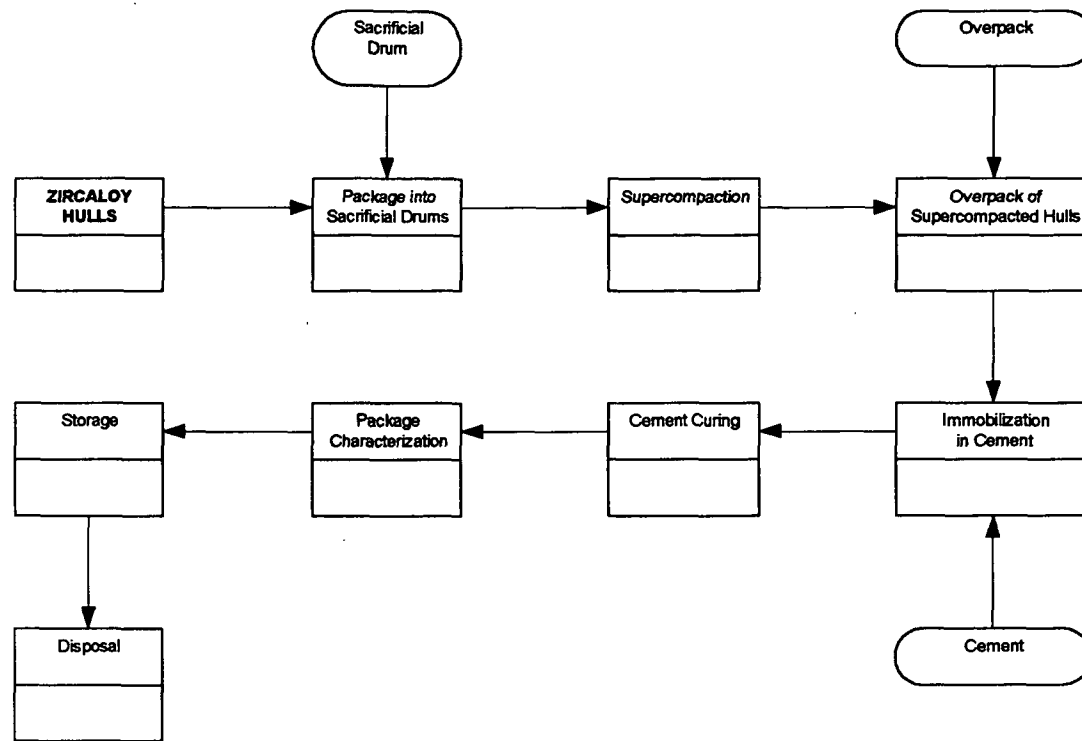 Sacrificial
Drum
Overpack
ZIRCALOY
HULLS
Package into
Sacrificial Drums
Supercompaction
Overpack of
Supercompacted Hulls
Storage
Package
Characterization
Cement Curing
Immobilization
in Cement
Disposal
Cement